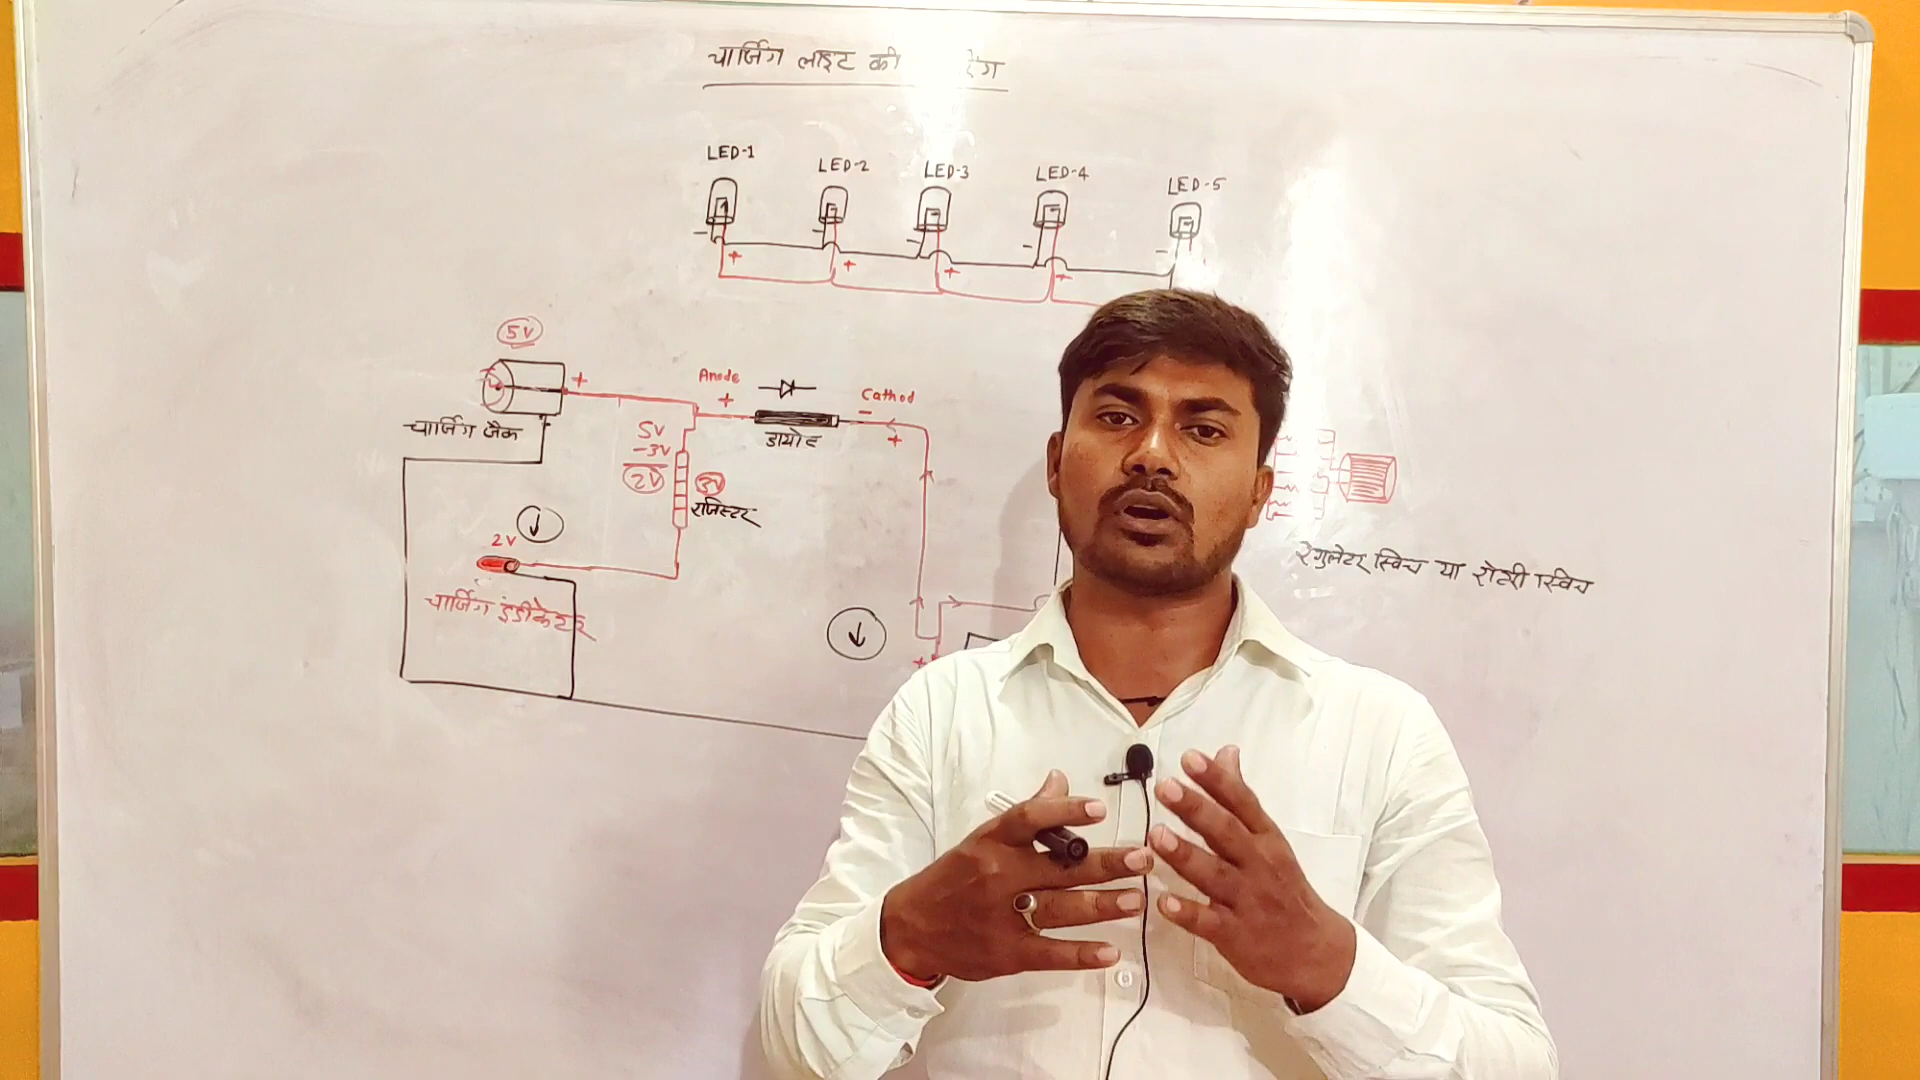 चार्जिंग लाइट की
LED-1 LED-2 LED-3 LED-4 LED-5
- - - - -
+ + + +
5V
+
चार्जिंग जैक
Anode
+
Cathod
-
+
डायोड
5V
-3V
2V
3V
रजिस्टर
2V
चार्जिंग इंडीकेटर
+
रेगुलेटर स्विच या रोटरी स्विच